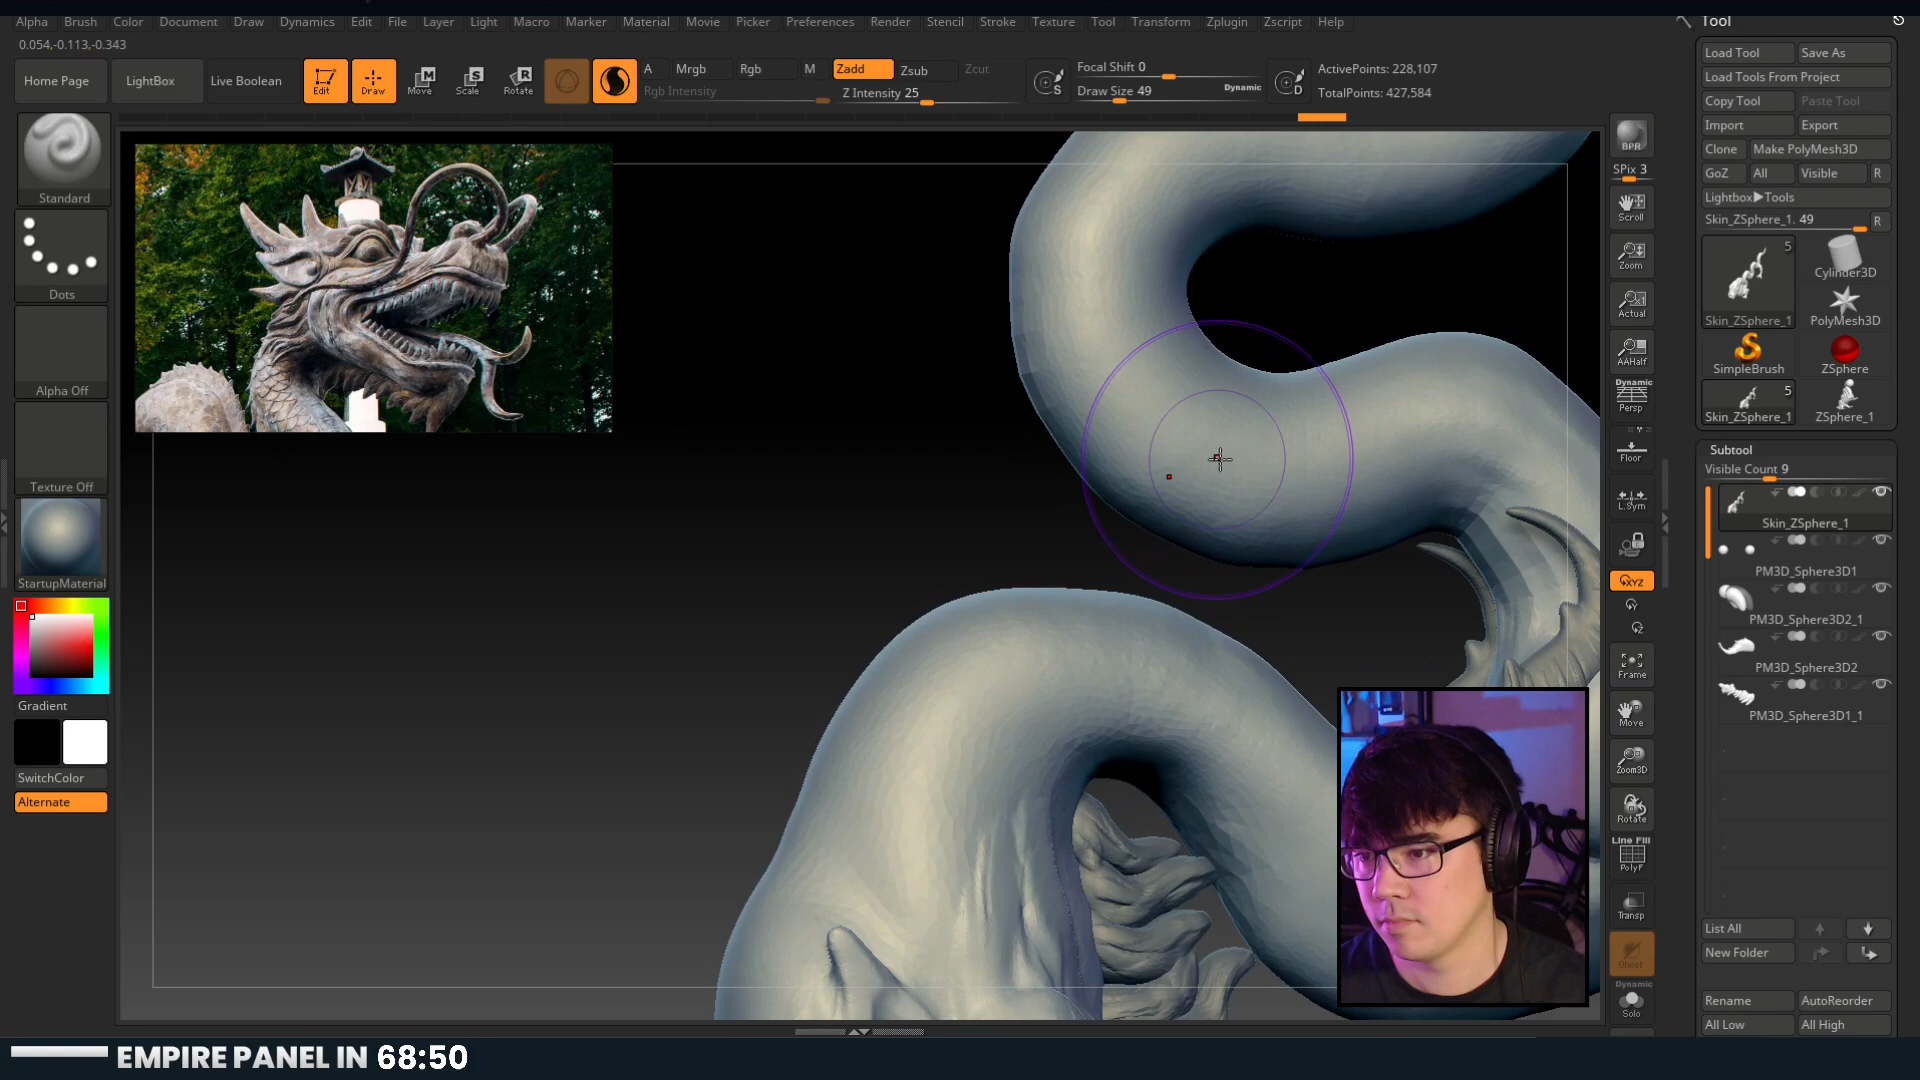 Alpha Brush Color Document Draw Dynamics Edit File Layer Light Macro Marker Material Movie Picker Preferences Render Stencil Stroke Texture Tool Transform Zplugin Zscript Help
Tool
0.054,-0.113,-0.343
Home Page
LightBox
Live Boolean
Edit
Draw
Move
Scale
Rotate
A
Mrgb
Rgb
M
Zadd
Zsub
Zcut
Rgb Intensity
Z Intensity 25
Focal Shift 0
Draw Size 49
Dynamic
ActivePoints: 228,107
TotalPoints: 427,584
Standard
Dots
Alpha Off
Texture Off
StartupMaterial
Gradient
SwitchColor
Alternate
BPR
SPix 3
Scroll
Zoom
Actual
AAHalf
Dynamic
Persp
Floor
L.Sym
XYZ
Frame
Move
Zoom3D
Rotate
Line Fill
PolyF
Transp
Ghost
Dynamic
Solo
Load Tool
Save As
Load Tools From Project
Copy Tool
Paste Tool
Import
Export
Clone
Make PolyMesh3D
GoZ
All
Visible
R
Lightbox▶Tools
Skin_ZSphere_1. 49
R
5
Skin_ZSphere_1
Cylinder3D
PolyMesh3D
SimpleBrush
ZSphere
5
Skin_ZSphere_1
ZSphere_1
Subtool
Visible Count 9
Skin_ZSphere_1
PM3D_Sphere3D1
PM3D_Sphere3D2_1
PM3D_Sphere3D2
PM3D_Sphere3D1_1
List All
New Folder
Rename
AutoReorder
All Low
All High
EMPIRE PANEL IN 68:50